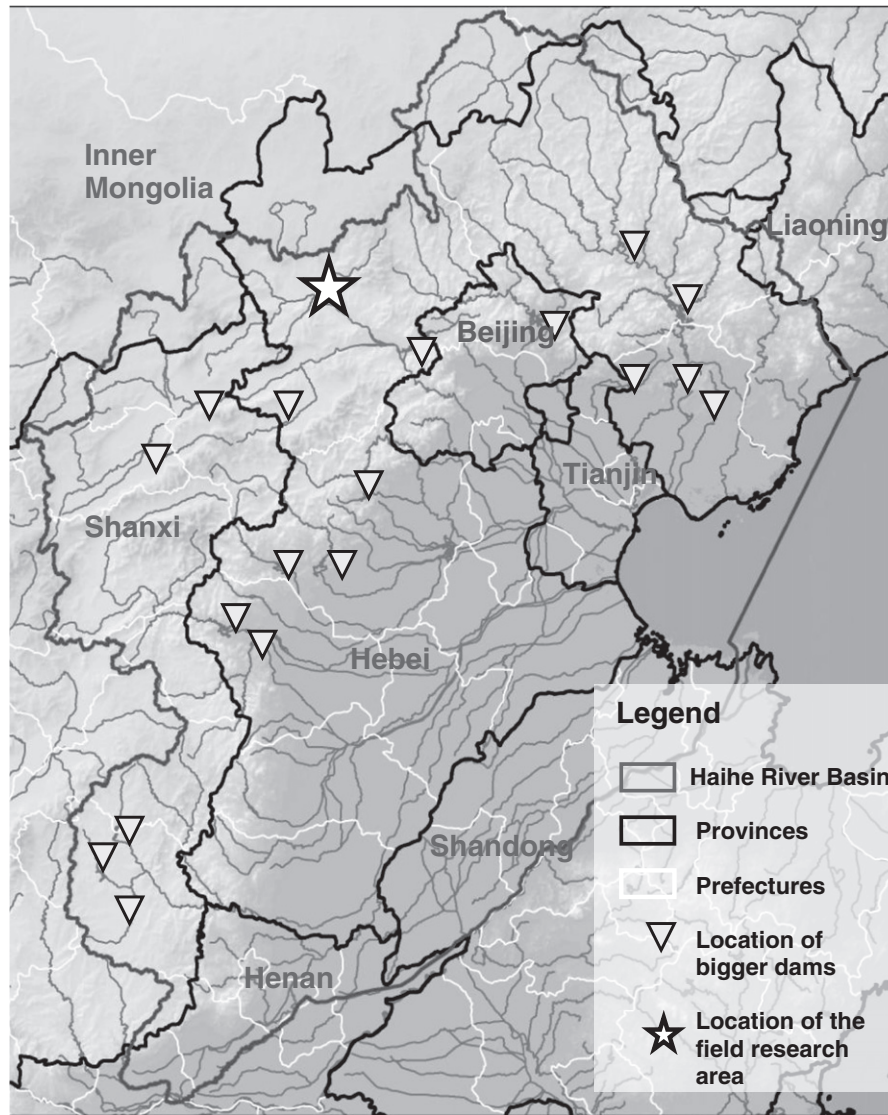 Inner
Mongolia
Liaoning
Beijing
Tianjin
Shanxi
Hebei
Shandong
Henan
Legend
Haihe River Basin
Provinces
Prefectures
Location of
bigger dams
Location of the
field research
area